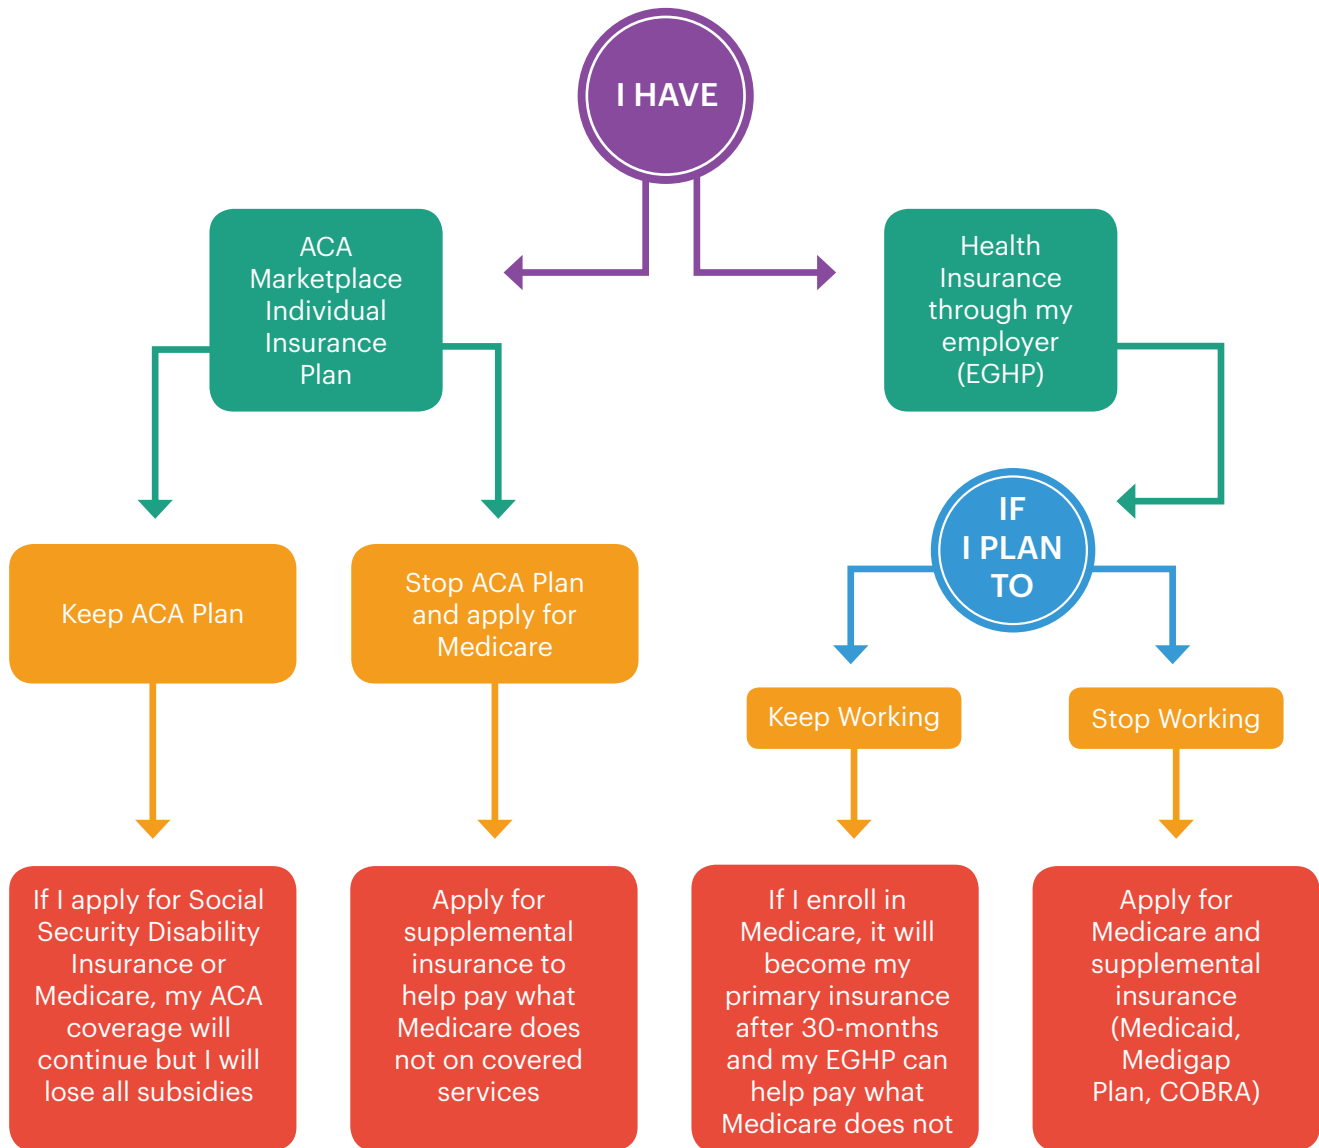 I HAVE
ACA
Marketplace
Individual
Insurance
Plan
Health
Insurance
through my
employer
(EGHP)
IF
I PLAN
TO
Keep ACA Plan
Stop ACA Plan
and apply for
Medicare
Keep Working
Stop Working
If I apply for Social
Security Disability
Insurance or
Medicare, my ACA
coverage will
continue but I will
lose all subsidies
Apply for
supplemental
insurance to
help pay what
Medicare does
not on covered
services
If I enroll in
Medicare, it will
become my
primary insurance
after 30-months
and my EGHP can
help pay what
Medicare does not
Apply for
Medicare and
supplemental
insurance
(Medicaid,
Medigap
Plan, COBRA)